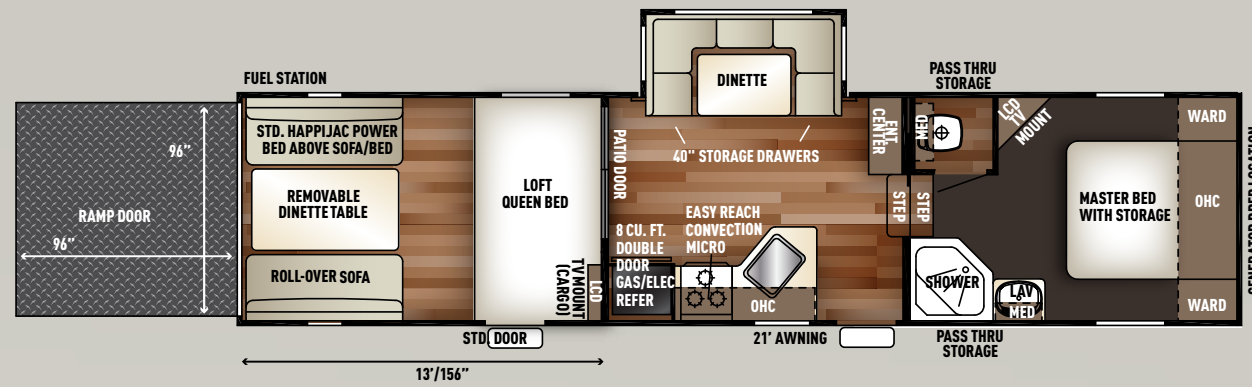 FUEL STATION
STD. HAPPIJAC POWER
BED ABOVE SOFA/BED
96”
REMOVABLE
DINETTE TABLE
RAMP DOOR
96”
ROLL-OVER SOFA
LOFT
QUEEN BED
LCD
TV MOUNT
(CARGO)
STD. DOOR
13’/156”
PATIO DOOR
DINETTE
40" STORAGE DRAWERS
8 CU. FT.
DOUBLE
DOOR
GAS/ELEC
REFER
EASY REACH
CONVECTION
MICRO
OHC
21’ AWNING
ENT
CENTER
STEP
STEP
PASS THRU
STORAGE
MED
LCD TV
MOUNT
SHOWER
LAV
MED
PASS THRU
STORAGE
MASTER BED
WITH STORAGE
WARD
OHC
WARD